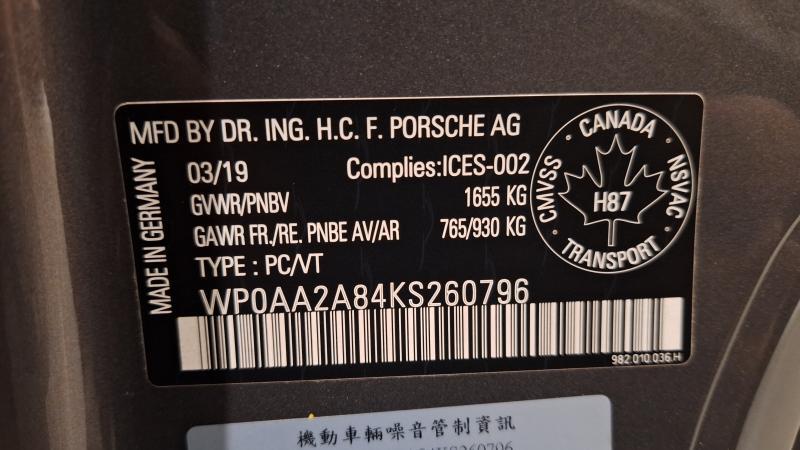 MFD BY DR. ING. H.C. F. PORSCHE AG
MADE IN GERMANY
03/19 Complies:ICES-002
GVWR/PNBV 1655 KG
GAWR FR./RE. PNBE AV/AR 765/930 KG
TYPE : PC/VT
WP0AA2A84KS260796
CANADA
CMVSS NSVAC
H87
TRANSPORT
982.010.036.H
機動車輛噪音管制資訊